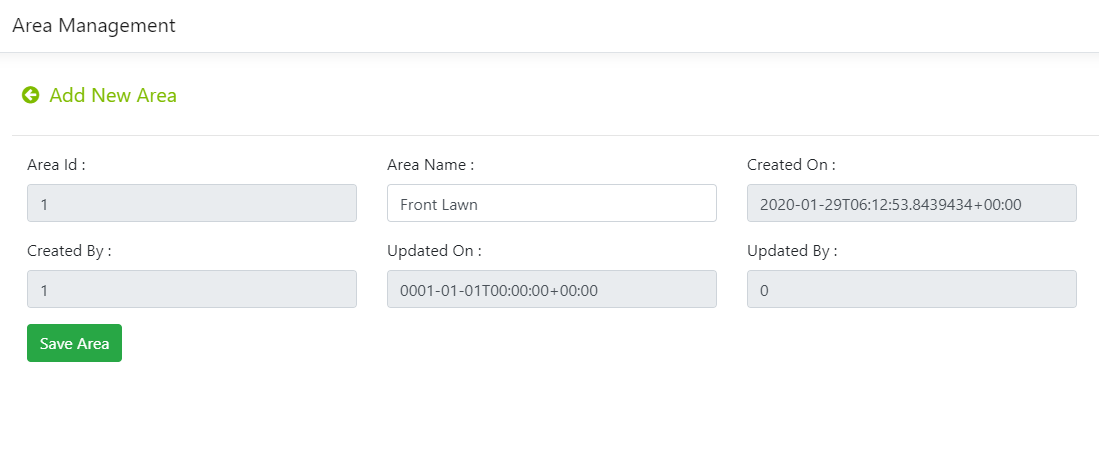 Area Management
Add New Area
Area Id :
Area Name :
Created On :
1
Front Lawn
2020-01-29T06:12:53.8439434+00:00
Created By :
Updated On :
Updated By :
1
0001-01-01T00:00:00+00:00
0
Save Area